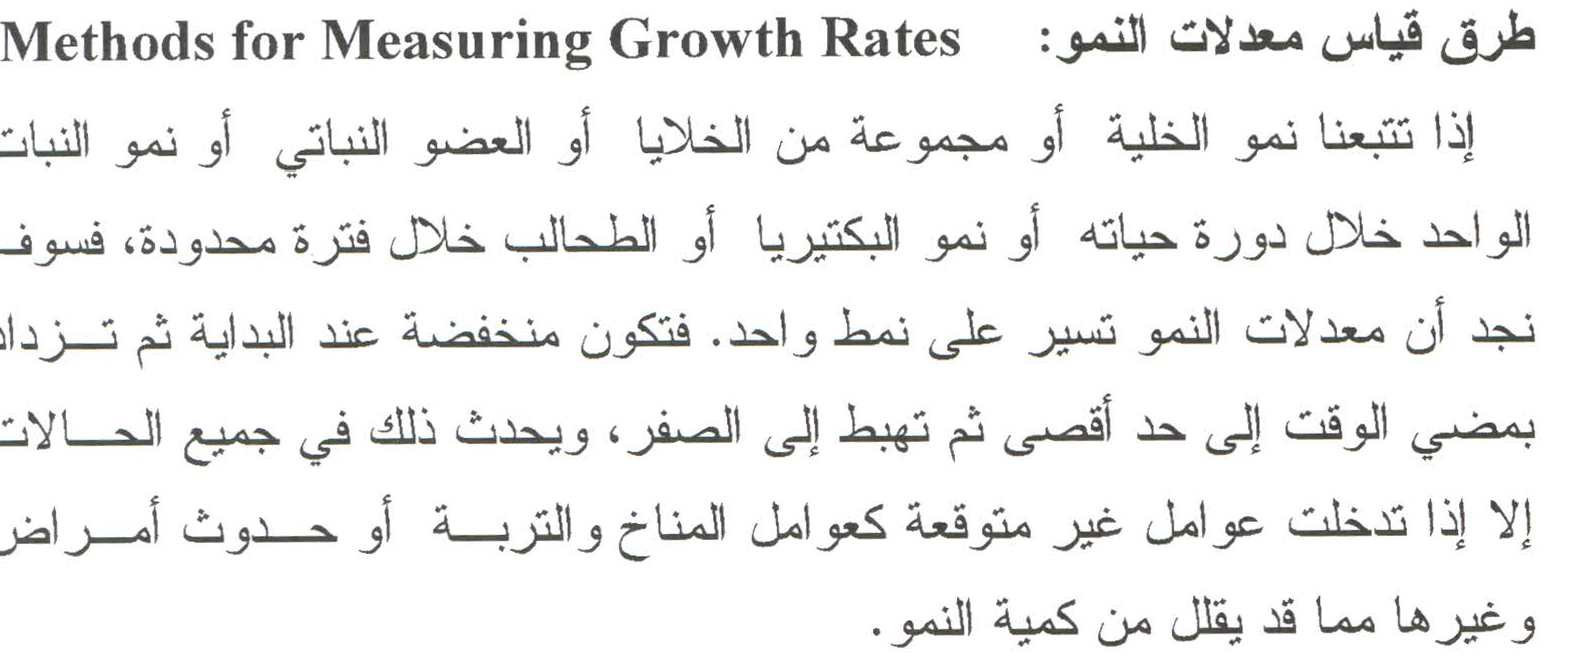 طرق قياس معدلات النمو: Methods for Measuring Growth Rates
إذا تتبعنا نمو الخلية أو مجموعة من الخلايا أو العضو النباتي أو نمو النبات
الواحد خلال دورة حياته أو نمو البكتيريا أو الطحالب خلال فترة محدودة، فسوف
نجد أن معدلات النمو تسير على نمط واحد. فتكون منخفضة عند البداية ثم تـزداد
بمضي الوقت إلى حد أقصى ثم تهبط إلى الصفر، ويحدث ذلك في جميع الحـالات
إلا إذا تدخلت عوامل غير متوقعة كعوامل المناخ والتربـة أو حـدوث أمـراض
وغيرها مما قد يقلل من كمية النمو.